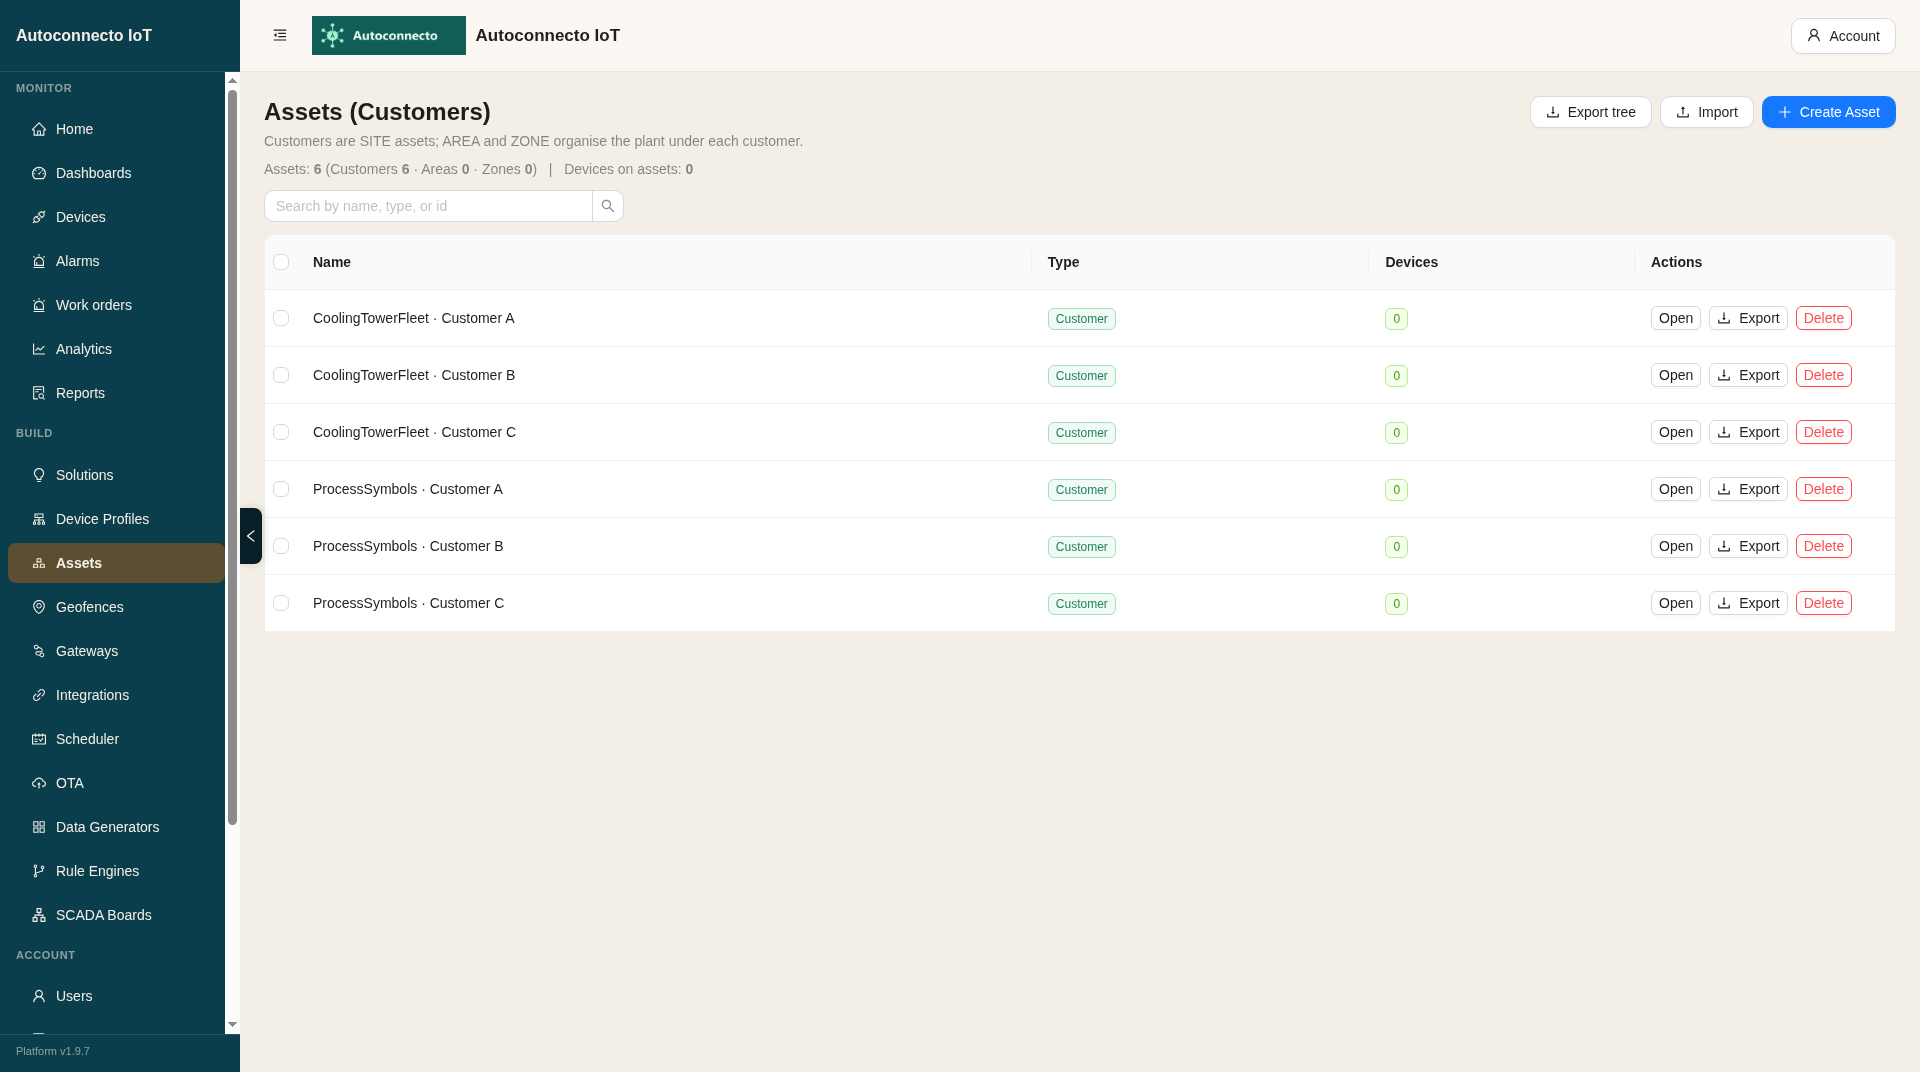 Autoconnecto IoT
MONITOR
Home
Dashboards
Devices
Alarms
Work orders
Analytics
Reports
BUILD
Solutions
Device Profiles
Assets
Geofences
Gateways
Integrations
Scheduler
OTA
Data Generators
Rule Engines
SCADA Boards
ACCOUNT
Users
Platform v1.9.7
Autoconnecto
Autoconnecto IoT
Account
Assets (Customers)
Customers are SITE assets; AREA and ZONE organise the plant under each customer.
Assets: 6 (Customers 6 · Areas 0 · Zones 0) | Devices on assets: 0
Export tree
Import
Create Asset
Search by name, type, or id
Name Type Devices Actions
CoolingTowerFleet · Customer A Customer 0 Open Export Delete
CoolingTowerFleet · Customer B Customer 0 Open Export Delete
CoolingTowerFleet · Customer C Customer 0 Open Export Delete
ProcessSymbols · Customer A Customer 0 Open Export Delete
ProcessSymbols · Customer B Customer 0 Open Export Delete
ProcessSymbols · Customer C Customer 0 Open Export Delete